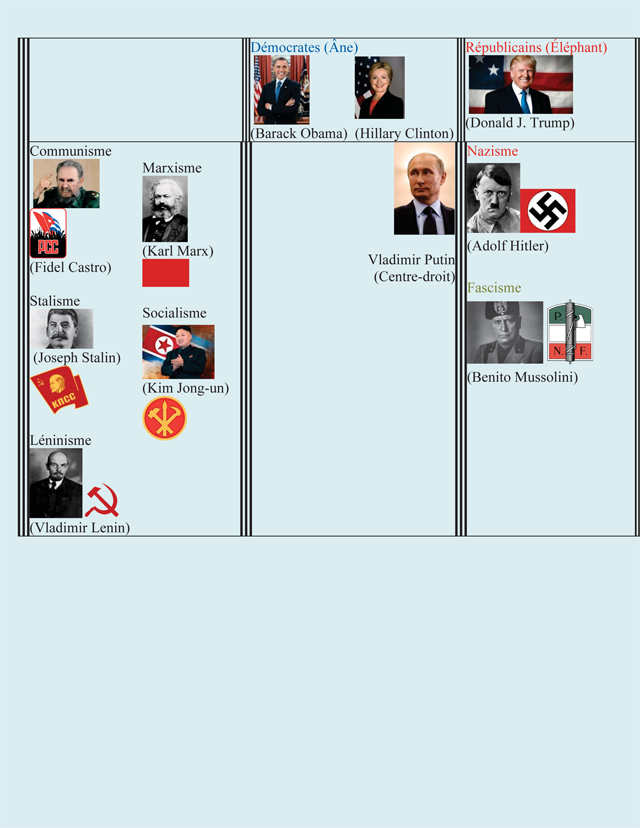 Démocrates (Âne)
Républicains (Éléphant)
(Barack Obama) (Hillary Clinton)
(Donald J. Trump)
Communisme
PCC
(Fidel Castro)
Marxisme
(Karl Marx)
Stalisme
(Joseph Stalin)
КПСС
Socialisme
(Kim Jong-un)
Léninisme
(Vladimir Lenin)
Vladimir Putin
(Centre-droit)
Nazisme
(Adolf Hitler)
Fascisme
P.
N. F.
(Benito Mussolini)